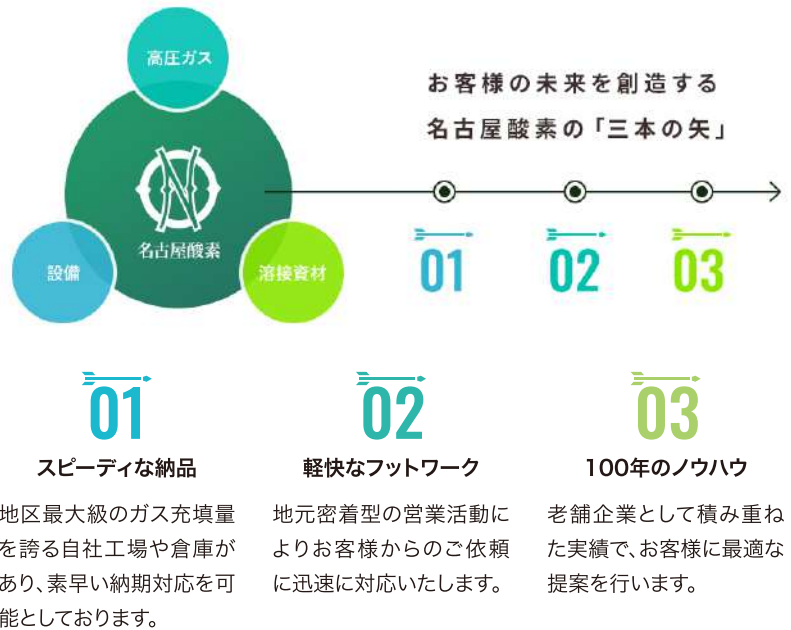 高圧ガス
名古屋酸素
設備
溶接資材
お客様の未来を創造する
名古屋酸素の「三本の矢」
01
02
03
01
スピーディな納品
地区最大級のガス充填量
を誇る自社工場や倉庫が
あり、素早い納期対応を可
能としております。
02
軽快なフットワーク
地元密着型の営業活動に
よりお客様からのご依頼
に迅速に対応いたします。
03
100年のノウハウ
老舗企業として積み重ね
た実績で、お客様に最適な
提案を行います。